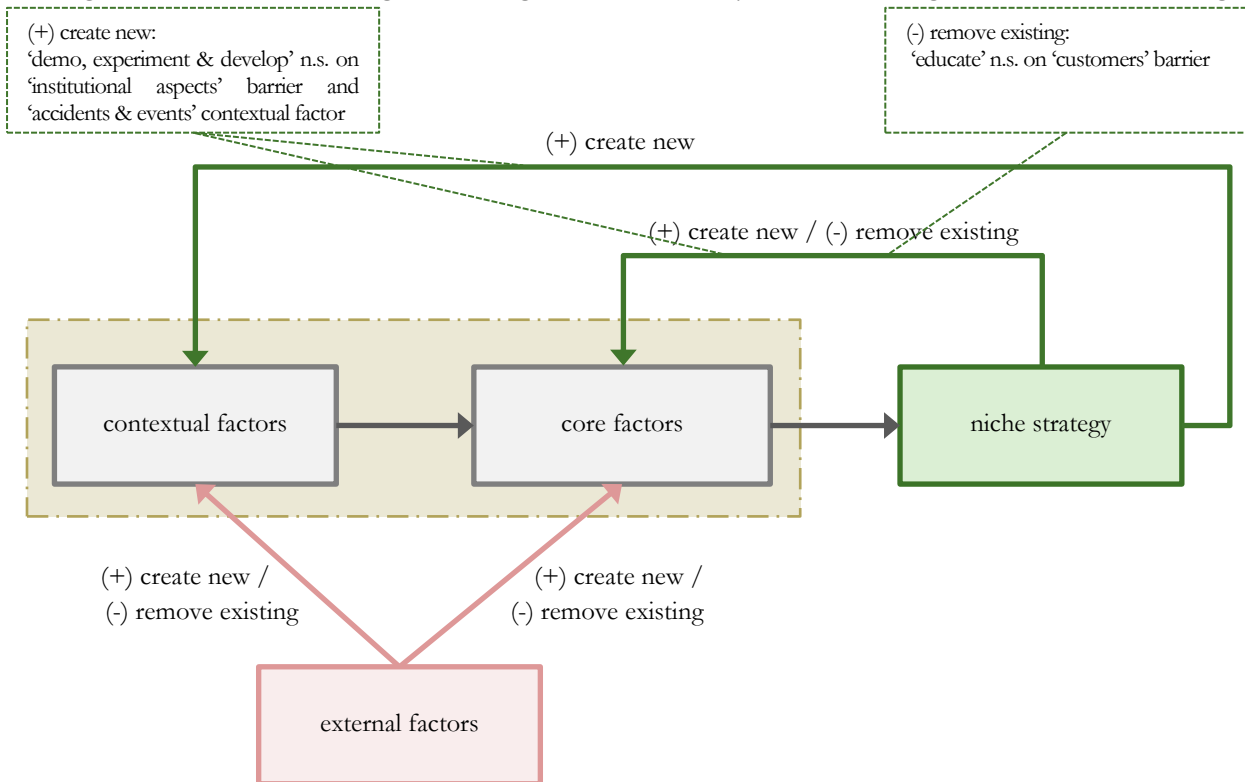 (+) create new:
‘demo, experiment & develop’ n.s. on
‘institutional aspects’ barrier and
‘accidents & events’ contextual factor
(-) remove existing:
‘educate’ n.s. on ‘customers’ barrier
(+) create new
(+) create new / (-) remove existing
contextual factors
core factors
niche strategy
(+) create new /
(-) remove existing
(+) create new /
(-) remove existing
external factors